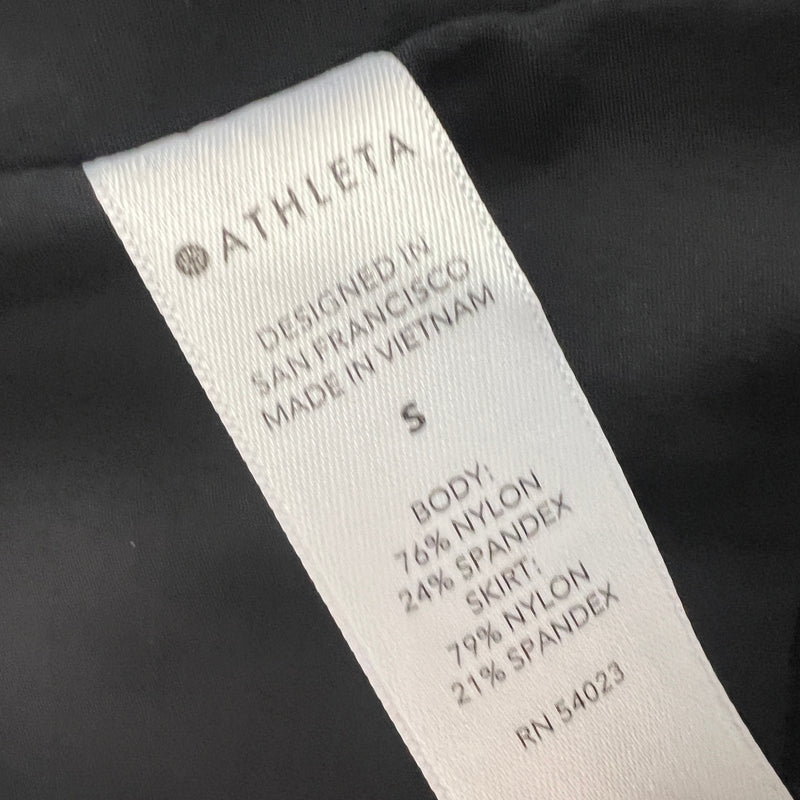 ATHLETA
DESIGNED IN
SAN FRANCISCO
MADE IN VIETNAM
S
BODY:
76% NYLON
24% SPANDEX
SKIRT:
79% NYLON
21% SPANDEX
RN 54023